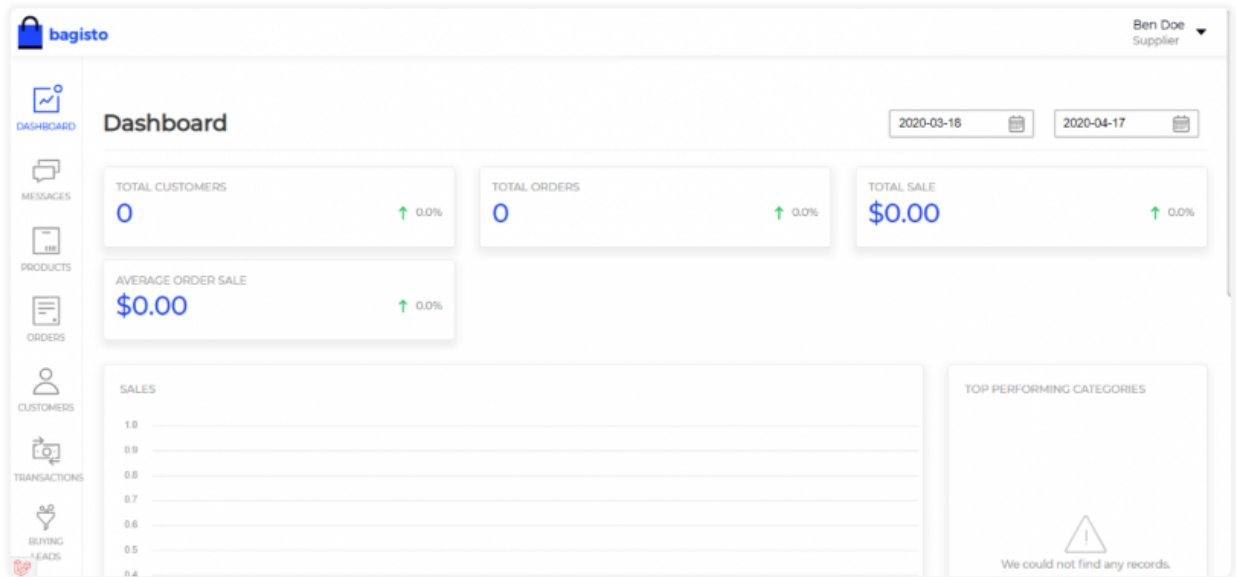 bagisto
Ben Doe
Supplier
DASHBOARD
MESSAGES
PRODUCTS
ORDERS
CUSTOMERS
TRANSACTIONS
BUYING
LEADS
Dashboard
2020-03-18
2020-04-17
TOTAL CUSTOMERS
0
0.0%
TOTAL ORDERS
0
0.0%
TOTAL SALE
$0.00
0.0%
AVERAGE ORDER SALE
$0.00
0.0%
SALES
1.0
0.9
0.8
0.7
0.6
0.5
0.4
TOP PERFORMING CATEGORIES
We could not find any records.